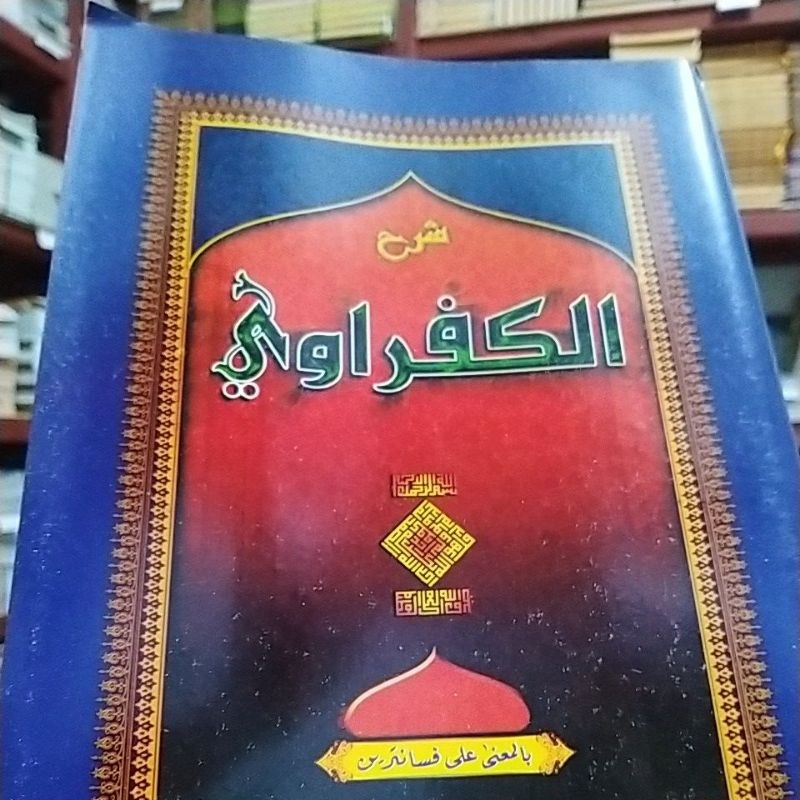 شرح
الكفراوي
بالمعنى على فسانترين